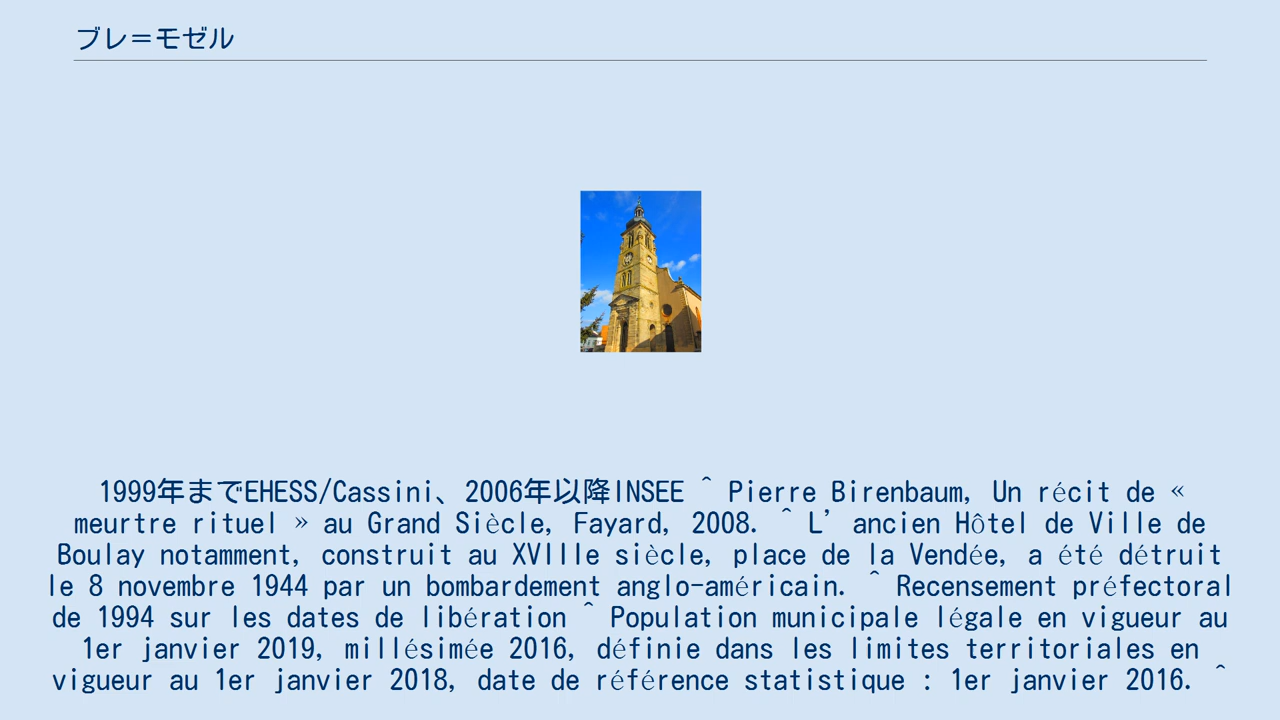 ブレ＝モゼル
1999年までEHESS/Cassini、2006年以降INSEE ^ Pierre Birenbaum, Un récit de «
meurtre rituel » au Grand Siècle, Fayard, 2008. ^ L’ancien Hôtel de Ville de
Boulay notamment, construit au XVIIIe siècle, place de la Vendée, a été détruit
le 8 novembre 1944 par un bombardement anglo-américain. ^ Recensement préfectoral
de 1994 sur les dates de libération ^ Population municipale légale en vigueur au
1er janvier 2019, millésimée 2016, définie dans les limites territoriales en
vigueur au 1er janvier 2018, date de référence statistique : 1er janvier 2016. ^